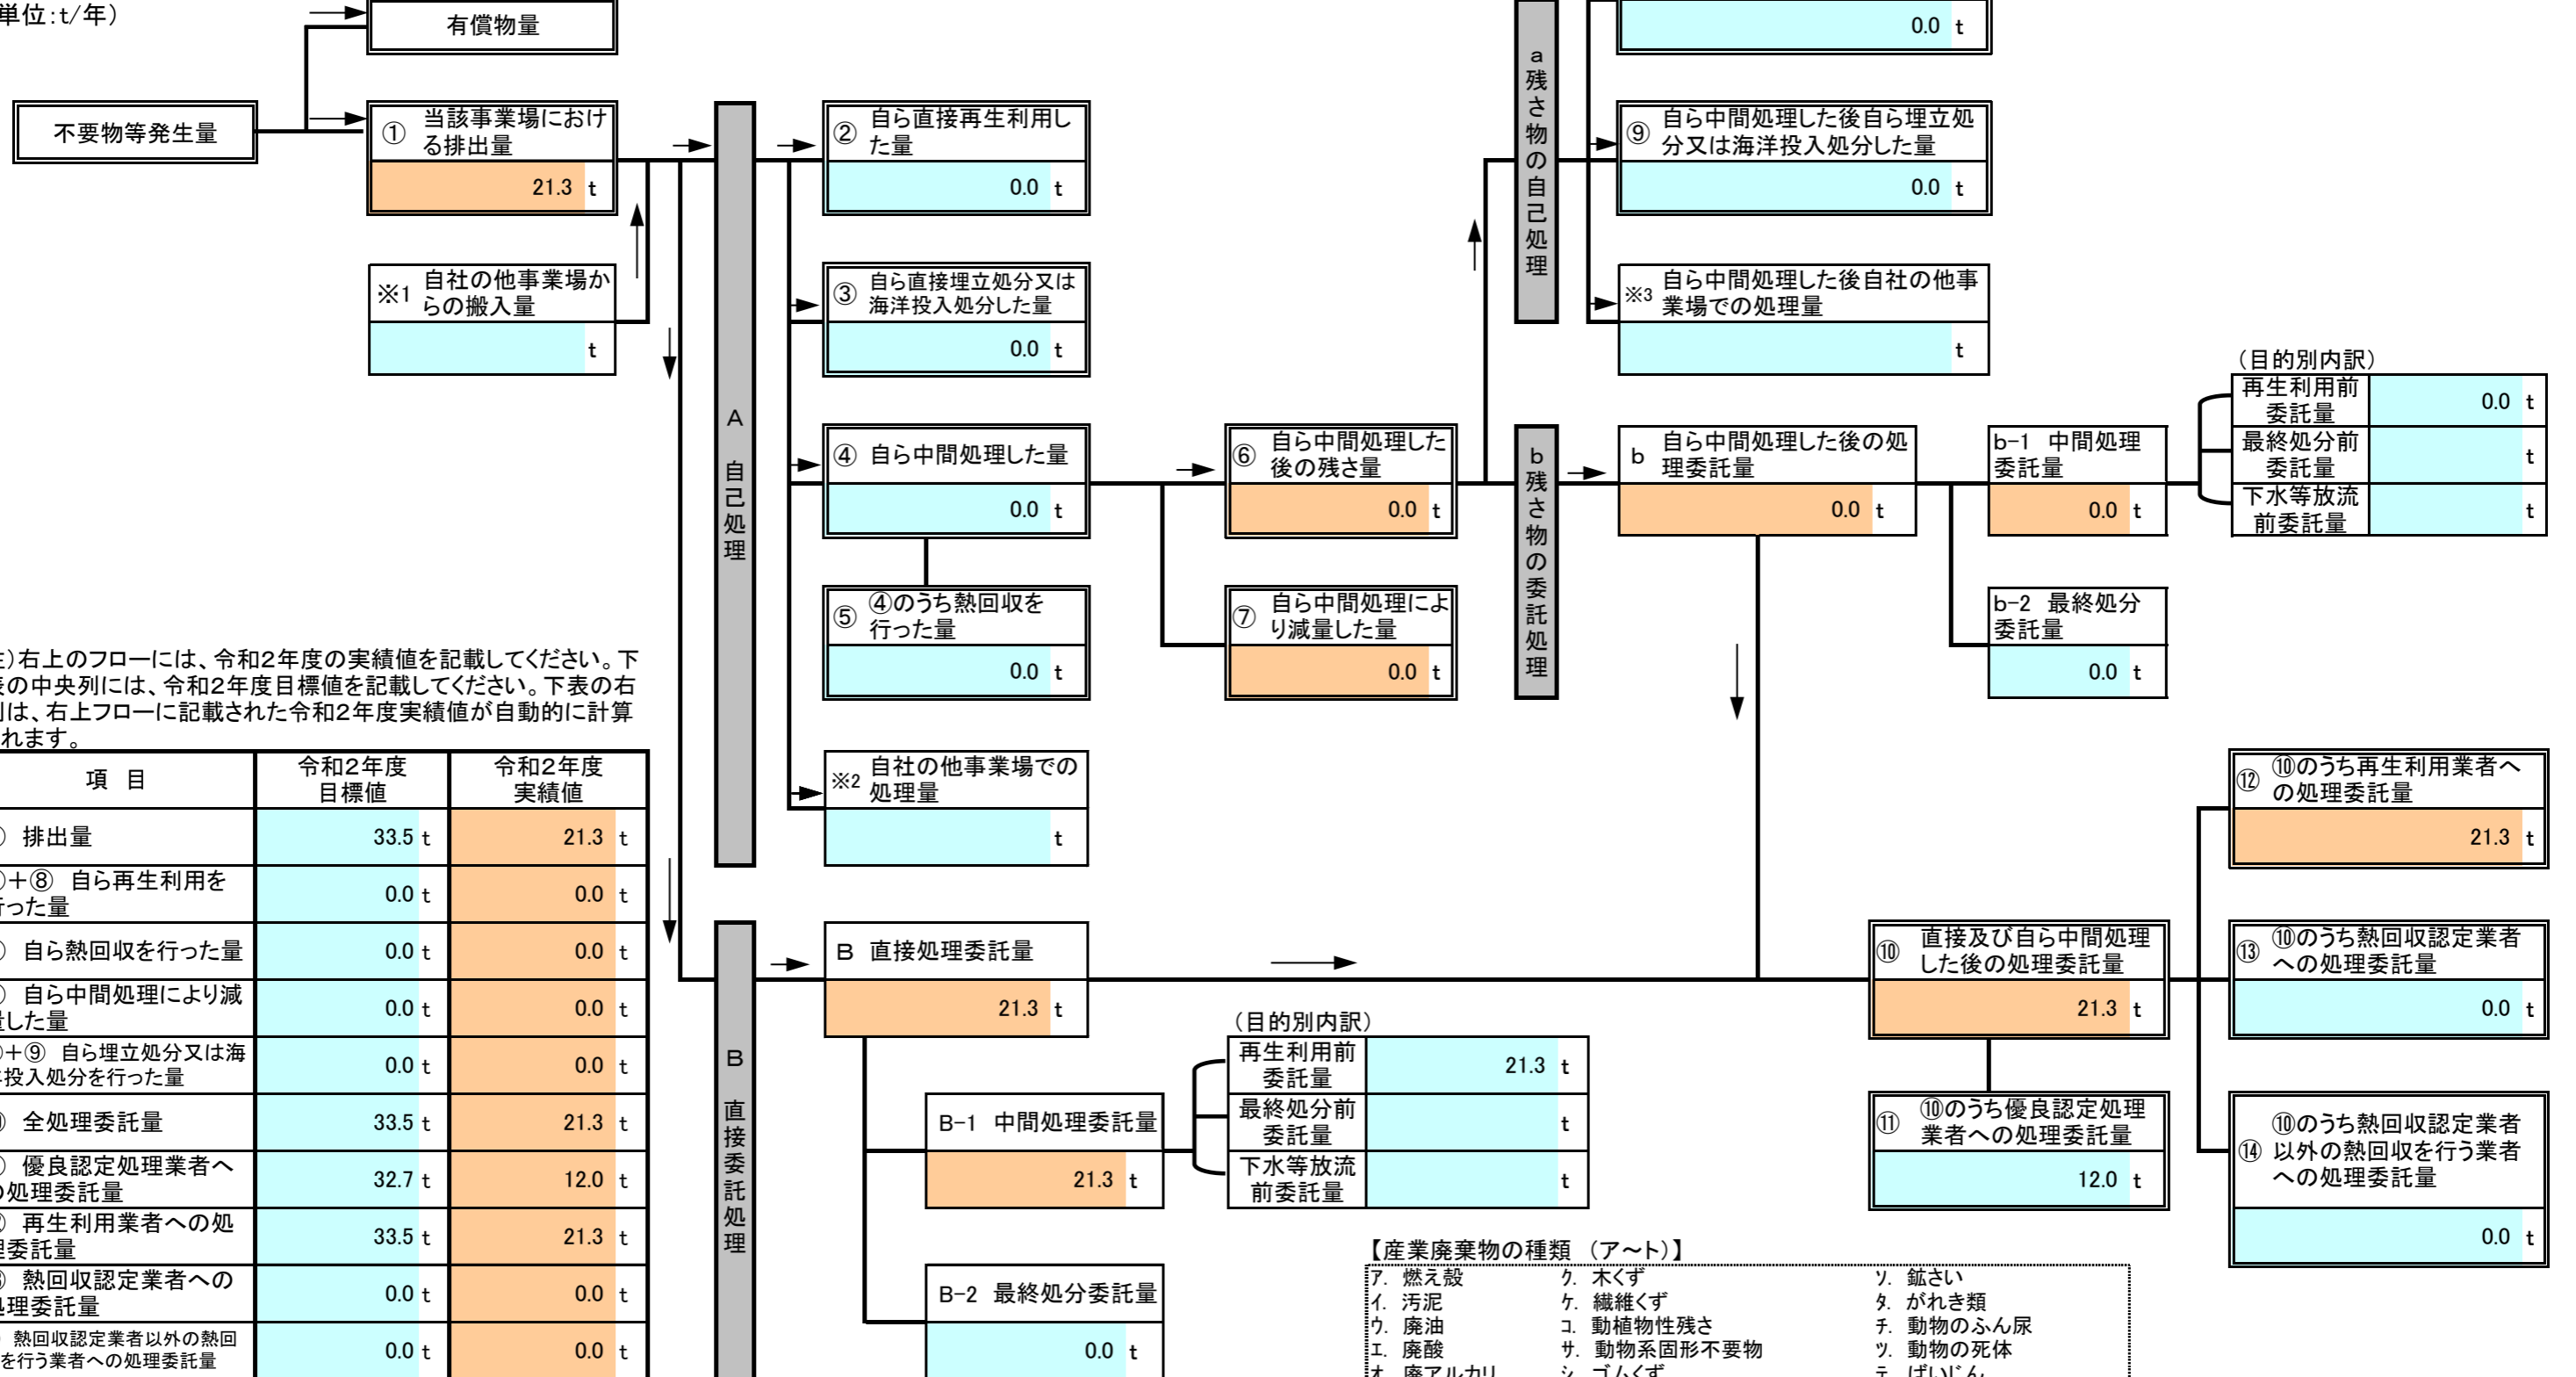 単位:t/年)
有償物量
不要物等発生量
① 当該事業場におけ
る排出量
21.3 t
※1 自社の他事業場か
らの搬入量
t
A 自己処理
② 自ら直接再生利用し
た量
0.0 t
③ 自ら直接埋立処分又は
海洋投入処分した量
0.0 t
④ 自ら中間処理した量
0.0 t
⑤ ④のうち熱回収を
行った量
0.0 t
※2 自社の他事業場での
処理量
t
⑥ 自ら中間処理した
後の残さ量
0.0 t
⑦ 自ら中間処理によ
り減量した量
0.0 t
a 残さ物の自己処理
0.0 t
⑨ 自ら中間処理した後自ら埋立処
分又は海洋投入処分した量
0.0 t
※3 自ら中間処理した後自社の他事
業場での処理量
t
b 残さ物の委託処理
b 自ら中間処理した後の処
理委託量
0.0 t
b-1 中間処理
委託量
0.0 t
b-2 最終処分
委託量
0.0 t
(目的別内訳)
再生利用前
委託量
0.0 t
最終処分前
委託量
t
下水等放流
前委託量
t
)右上のフローには、令和2年度の実績値を記載してください。下
の中央列には、令和2年度目標値を記載してください。下表の右
は、右上フローに記載された令和2年度実績値が自動的に計算
れます。
項 目 令和2年度
目標値 令和2年度
実績値
排出量 33.5 t 21.3 t
+⑧ 自ら再生利用を
った量 0.0 t 0.0 t
自ら熱回収を行った量 0.0 t 0.0 t
自ら中間処理により減
した量 0.0 t 0.0 t
+⑨ 自ら埋立処分又は海
投入処分を行った量 0.0 t 0.0 t
全処理委託量 33.5 t 21.3 t
優良認定処理業者へ
処理委託量 32.7 t 12.0 t
再生利用業者への処
委託量 33.5 t 21.3 t
熱回収認定業者への
理委託量 0.0 t 0.0 t
熱回収認定業者以外の熱回
を行う業者への処理委託量 0.0 t 0.0 t
B 直接委託処理
B 直接処理委託量
21.3 t
B-1 中間処理委託量
21.3 t
B-2 最終処分委託量
0.0 t
(目的別内訳)
再生利用前
委託量
21.3 t
最終処分前
委託量
t
下水等放流
前委託量
t
⑩ 直接及び自ら中間処理
した後の処理委託量
21.3 t
⑪ ⑩のうち優良認定処理
業者への処理委託量
12.0 t
⑫ ⑩のうち再生利用業者へ
の処理委託量
21.3 t
⑬ ⑩のうち熱回収認定業者
への処理委託量
0.0 t
⑭ ⑩のうち熱回収認定業者
以外の熱回収を行う業者
への処理委託量
0.0 t
【産業廃棄物の種類 (ア～ト)】
ア. 燃え殻 ク. 木くず ソ. 鉱さい
イ. 汚泥 ケ. 繊維くず タ. がれき類
ウ. 廃油 コ. 動植物性残さ チ. 動物のふん尿
エ. 廃酸 サ. 動物系固形不要物 ツ. 動物の死体
オ. 廃アルカリ シ. ゴムくず テ. ばいじん